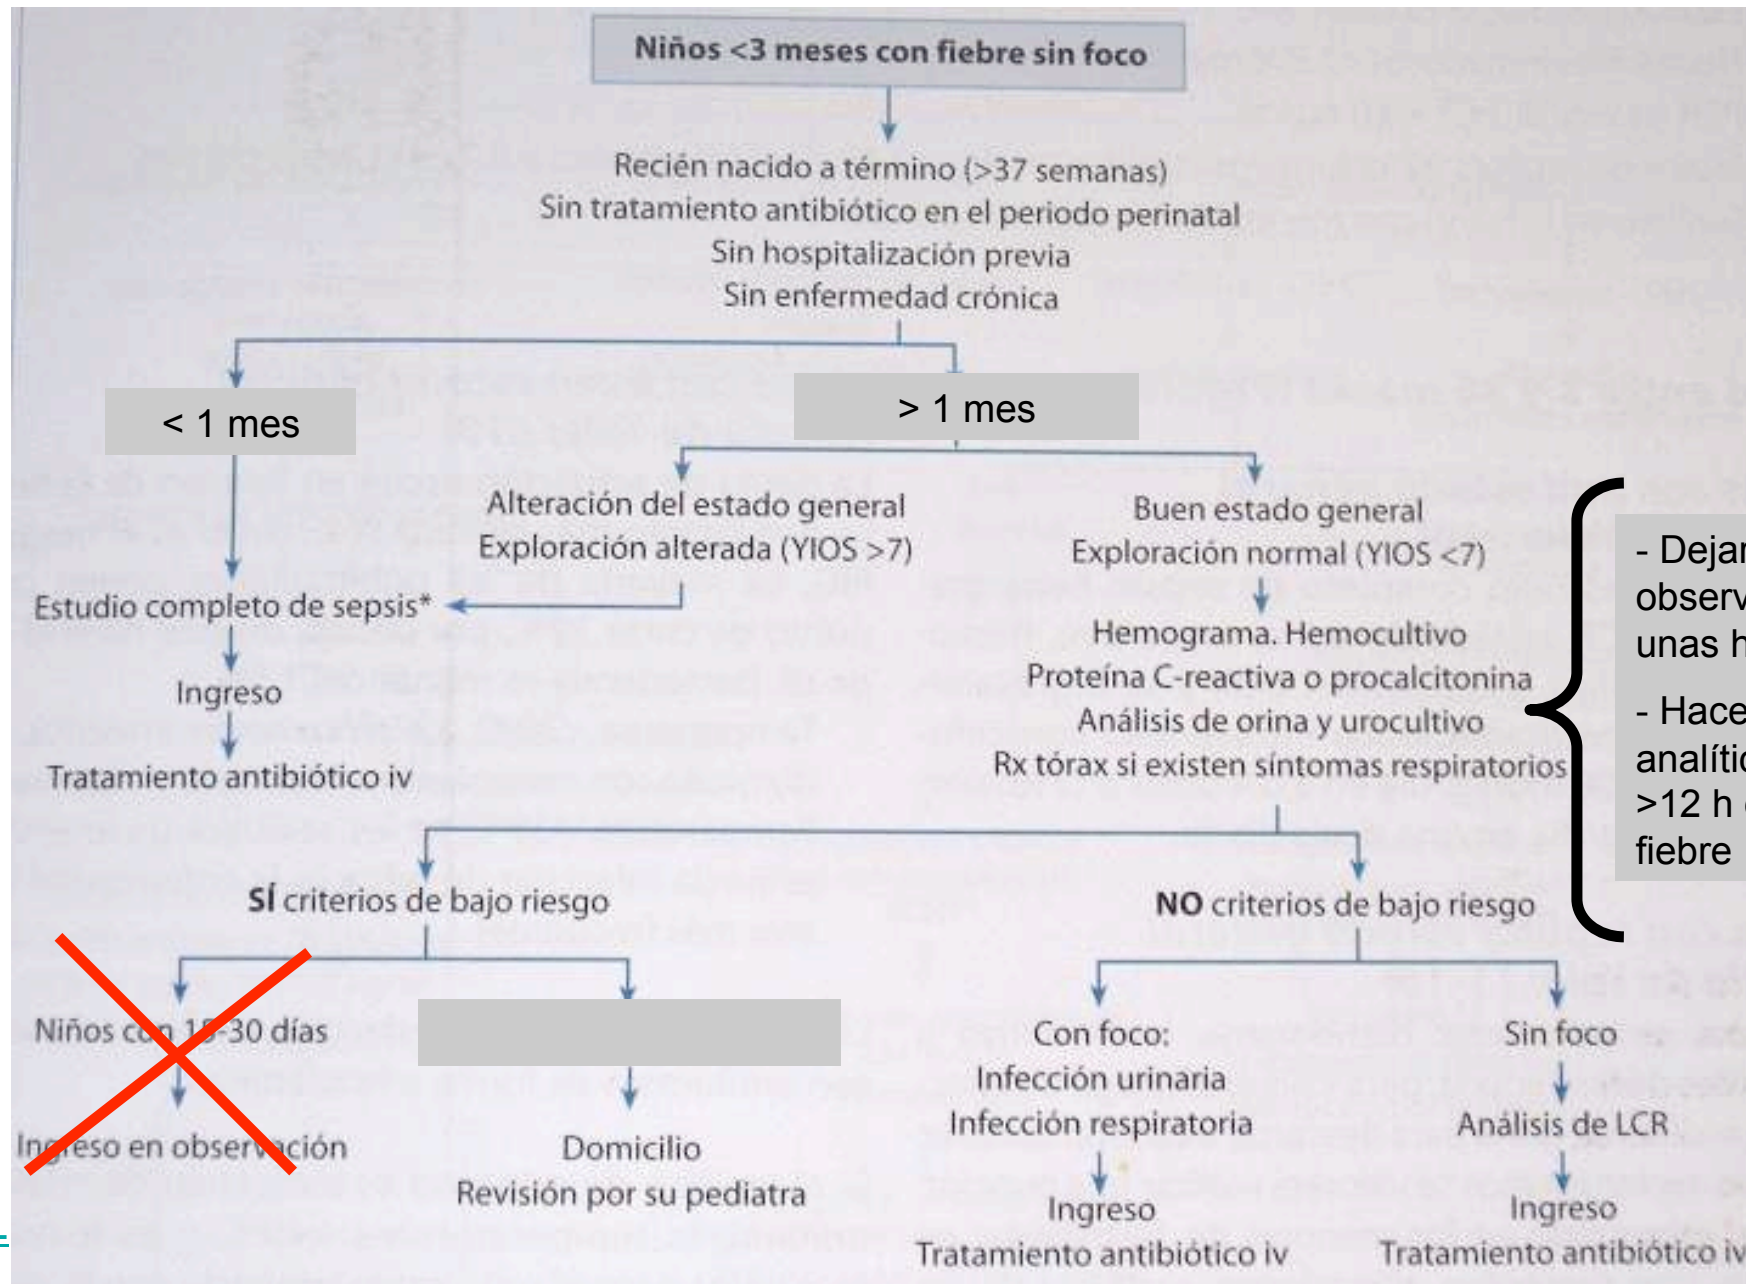 Niños <3 meses con fiebre sin foco
Recién nacido a término (>37 semanas)
Sin tratamiento antibiótico en el periodo perinatal
Sin hospitalización previa
Sin enfermedad crónica
< 1 mes
> 1 mes
Alteración del estado general
Exploración alterada (YIOS >7)
Buen estado general
Exploración normal (YIOS <7)
Estudio completo de sepsis*
Ingreso
Tratamiento antibiótico iv
Hemograma. Hemocultivo
Proteína C-reactiva o procalcitonina
Análisis de orina y urocultivo
Rx tórax si existen síntomas respiratorios
- Dejar
observ
unas h
- Hace
analític
>12 h
fiebre
SÍ criterios de bajo riesgo
NO criterios de bajo riesgo
Niños con 15-30 días
Ingreso en observación
Domicilio
Revisión por su pediatra
Con foco:
Infección urinaria
Infección respiratoria
Ingreso
Tratamiento antibiótico iv
Sin foco
Análisis de LCR
Ingreso
Tratamiento antibiótico iv